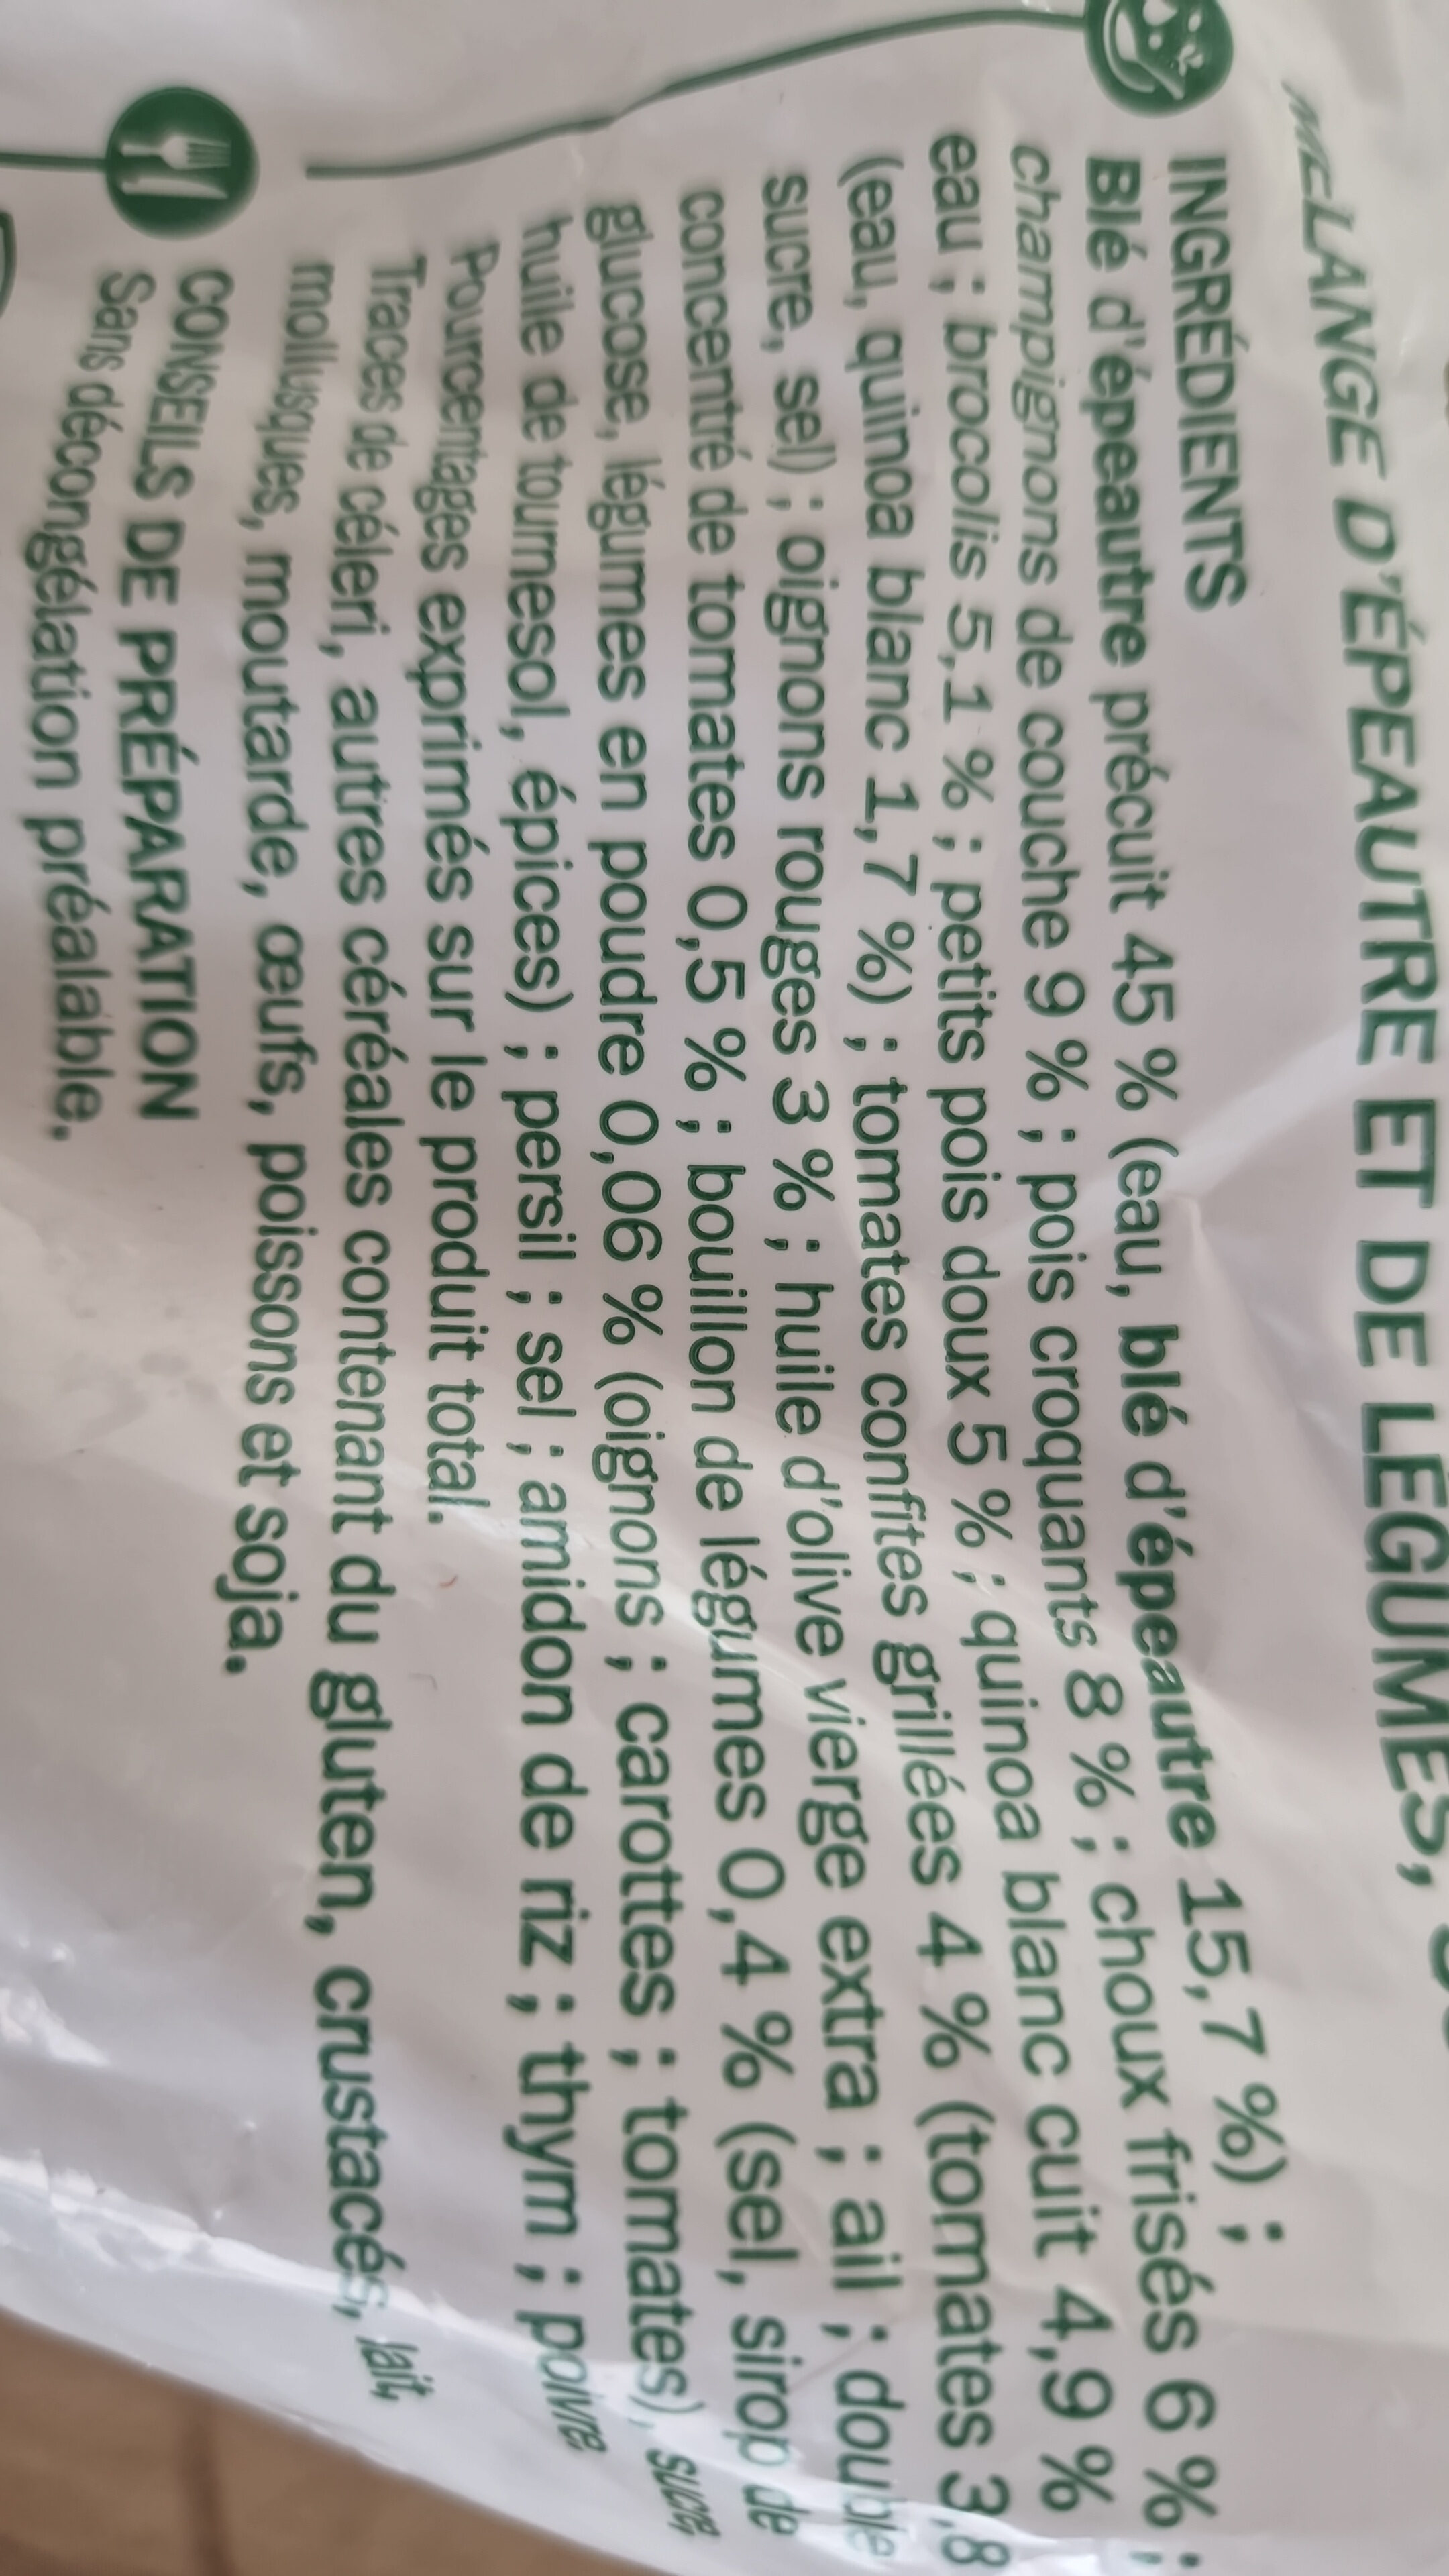 MÉLANGE D'ÉPEAUTRE ET DE LÉGUMES,
INGRÉDIENTS
Blé d'épeautre précuit 45 % (eau, blé d'épeautre 15,7 %) ;
champignons de couche 9 % ; pois croquants 8 % ; choux frisés 6 % ;
eau ; brocolis 5,1 % ; petits pois doux 5 % ; quinoa blanc cuit 4,9 %
(eau, quinoa blanc 1,7 %) ; tomates confites grillées 4 % (tomates 3,8
sucre, sel) ; oignons rouges 3 % ; huile d'olive vierge extra ; ail ; double
concentré de tomates 0,5 % ; bouillon de légumes 0,4 % (sel, sirop de
glucose, légumes en poudre 0,06 % (oignons ; carottes ; tomates), sucre,
huile de tournesol, épices) ; persil ; sel ; amidon de riz ; thym ; poivre
Pourcentages exprimés sur le produit total.
Traces de céleri, autres céréales contenant du gluten, crustacés, lait,
mollusques, moutarde, œufs, poissons et soja.
CONSEILS DE PRÉPARATION
Sans décongélation préalable.